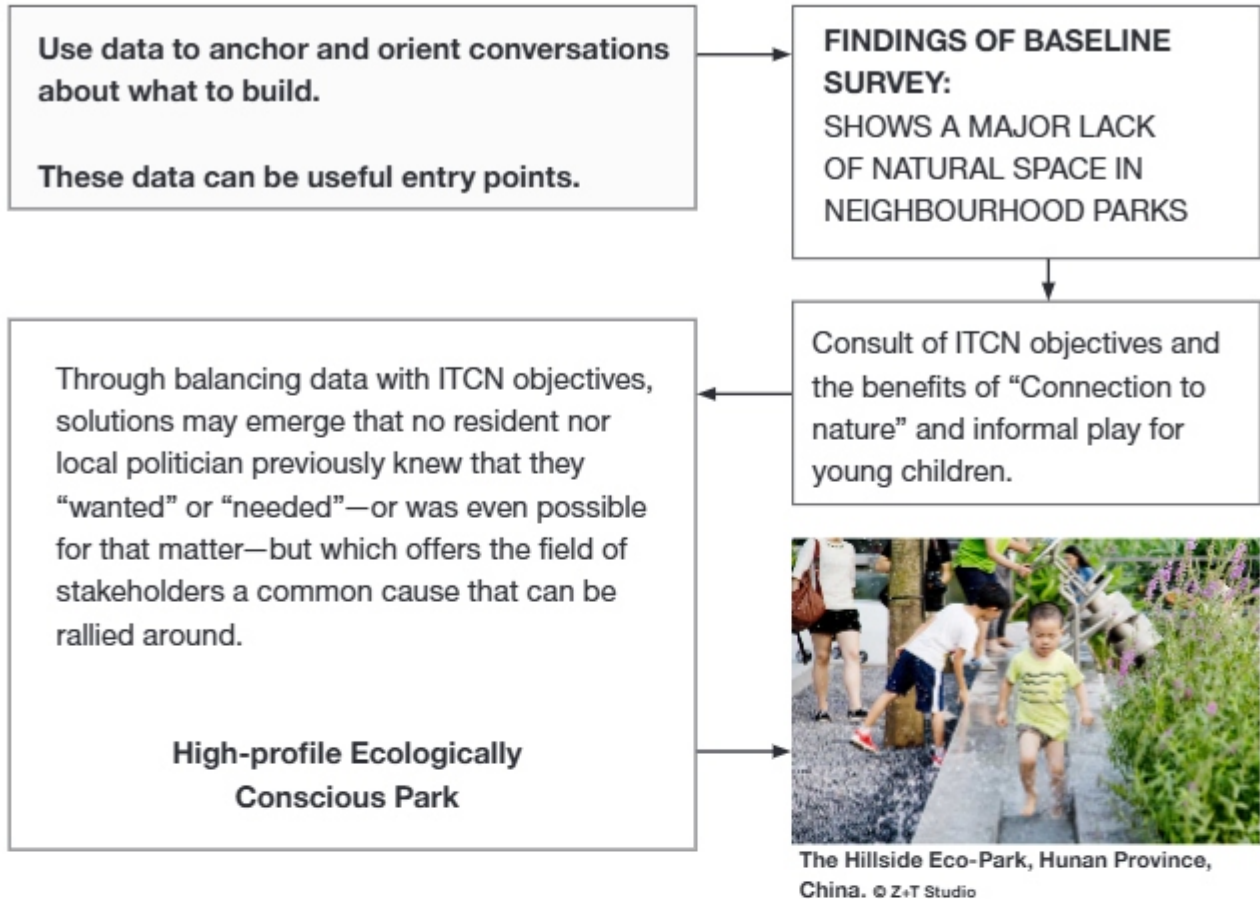 Use data to anchor and orient conversations
about what to build.
These data can be useful entry points.
FINDINGS OF BASELINE
SURVEY:
SHOWS A MAJOR LACK
OF NATURAL SPACE IN
NEIGHBOURHOOD PARKS
Consult of ITCN objectives and
the benefits of “Connection to
nature” and informal play for
young children.
Through balancing data with ITCN objectives,
solutions may emerge that no resident nor
local politician previously knew that they
“wanted” or “needed”—or was even possible
for that matter—but which offers the field of
stakeholders a common cause that can be
rallied around.
High-profile Ecologically
Conscious Park
The Hillside Eco-Park, Hunan Province,
China. © Z+T Studio